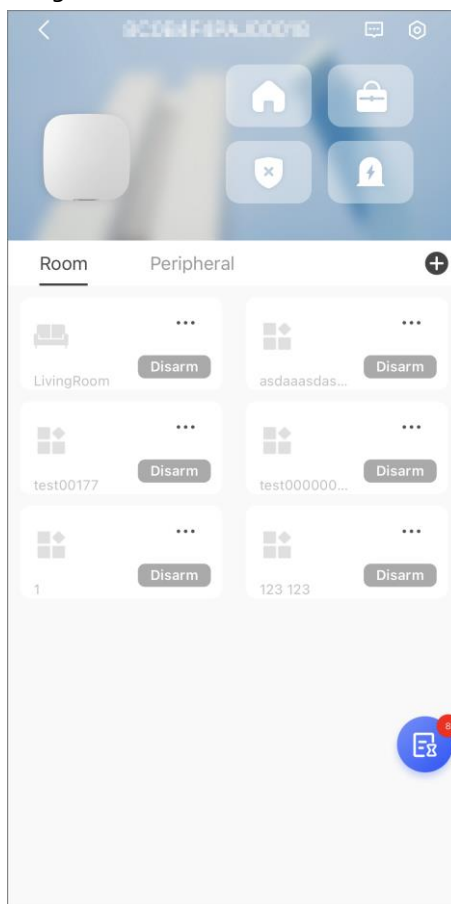 Room Peripheral
Disarm Disarm
LivingRoom asdaaasdas...
Disarm Disarm
test00177 test000000...
Disarm Disarm
1 123 123
8